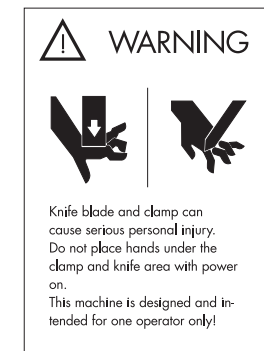 WARNING
Knife blade and clamp can
cause serious personal injury.
Do not place hands under the
clamp and knife area with power
on.
This machine is designed and in-
tended for one operator only!